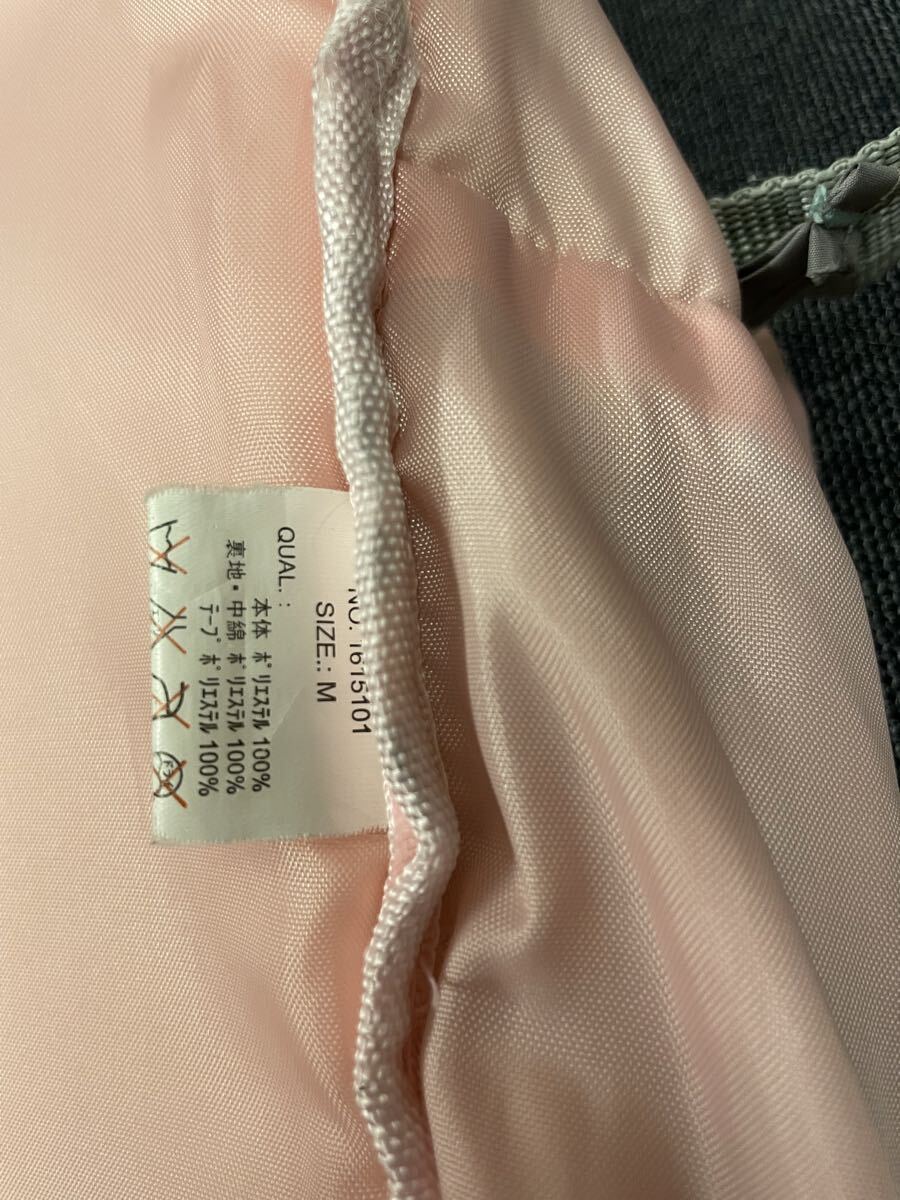 NO. 1615101
SIZE.: M
QUAL.:
本体 ﾎﾟﾘｴｽﾃﾙ 100%
裏地・中綿 ﾎﾟﾘｴｽﾃﾙ 100%
ﾃｰﾌﾟ ﾎﾟﾘｴｽﾃﾙ 100%